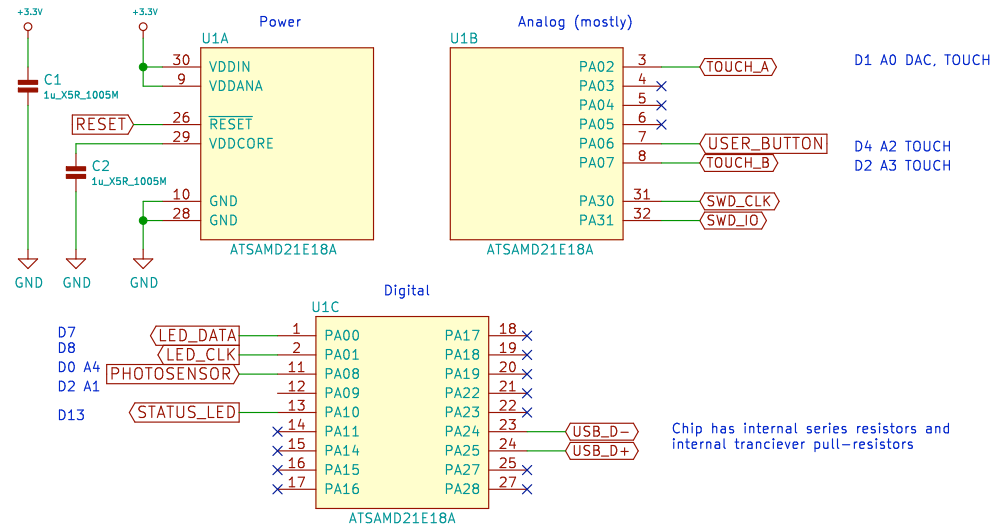 +3.3V
+3.3V
Power
Analog (mostly)
U1A
U1B
30 VDDIN
9 VDDANA
C1
1u_X5R_1005M
RESET 26 RESET
29 VDDCORE
C2
1u_X5R_1005M
10 GND
28 GND
ATSAMD21E18A
GND
GND
GND
PA02 3 TOUCH_A D1 A0 DAC, TOUCH
PA03 4
PA04 5
PA05 6
PA06 7 USER_BUTTON D4 A2 TOUCH
PA07 8 TOUCH_B D2 A3 TOUCH
PA30 31 SWD_CLK
PA31 32 SWD_IO
ATSAMD21E18A
Digital
U1C
D7 LED_DATA 1 PA00 PA17 18
D8 LED_CLK 2 PA01 PA18 19
D0 A4 PHOTOSENSOR 11 PA08 PA19 20
D2 A1 12 PA09 PA22 21
D13 STATUS_LED 13 PA10 PA23 22
14 PA11 PA24 23 USB_D-
15 PA14 PA25 24 USB_D+
16 PA15 PA27 25
17 PA16 PA28 27
ATSAMD21E18A
Chip has internal series resistors and
internal tranciever pull-resistors